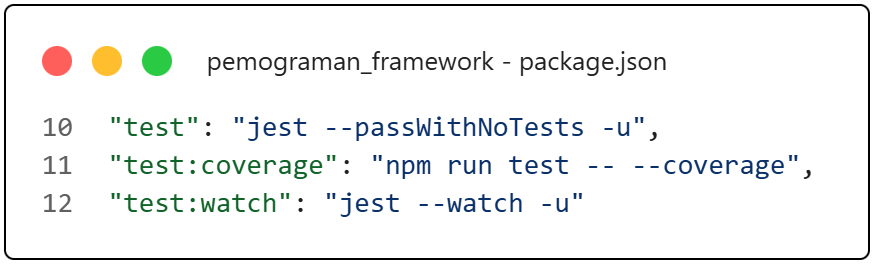 pemograman_framework - package.json
10 "test": "jest --passWithNoTests -u",
11 "test:coverage": "npm run test -- --coverage",
12 "test:watch": "jest --watch -u"